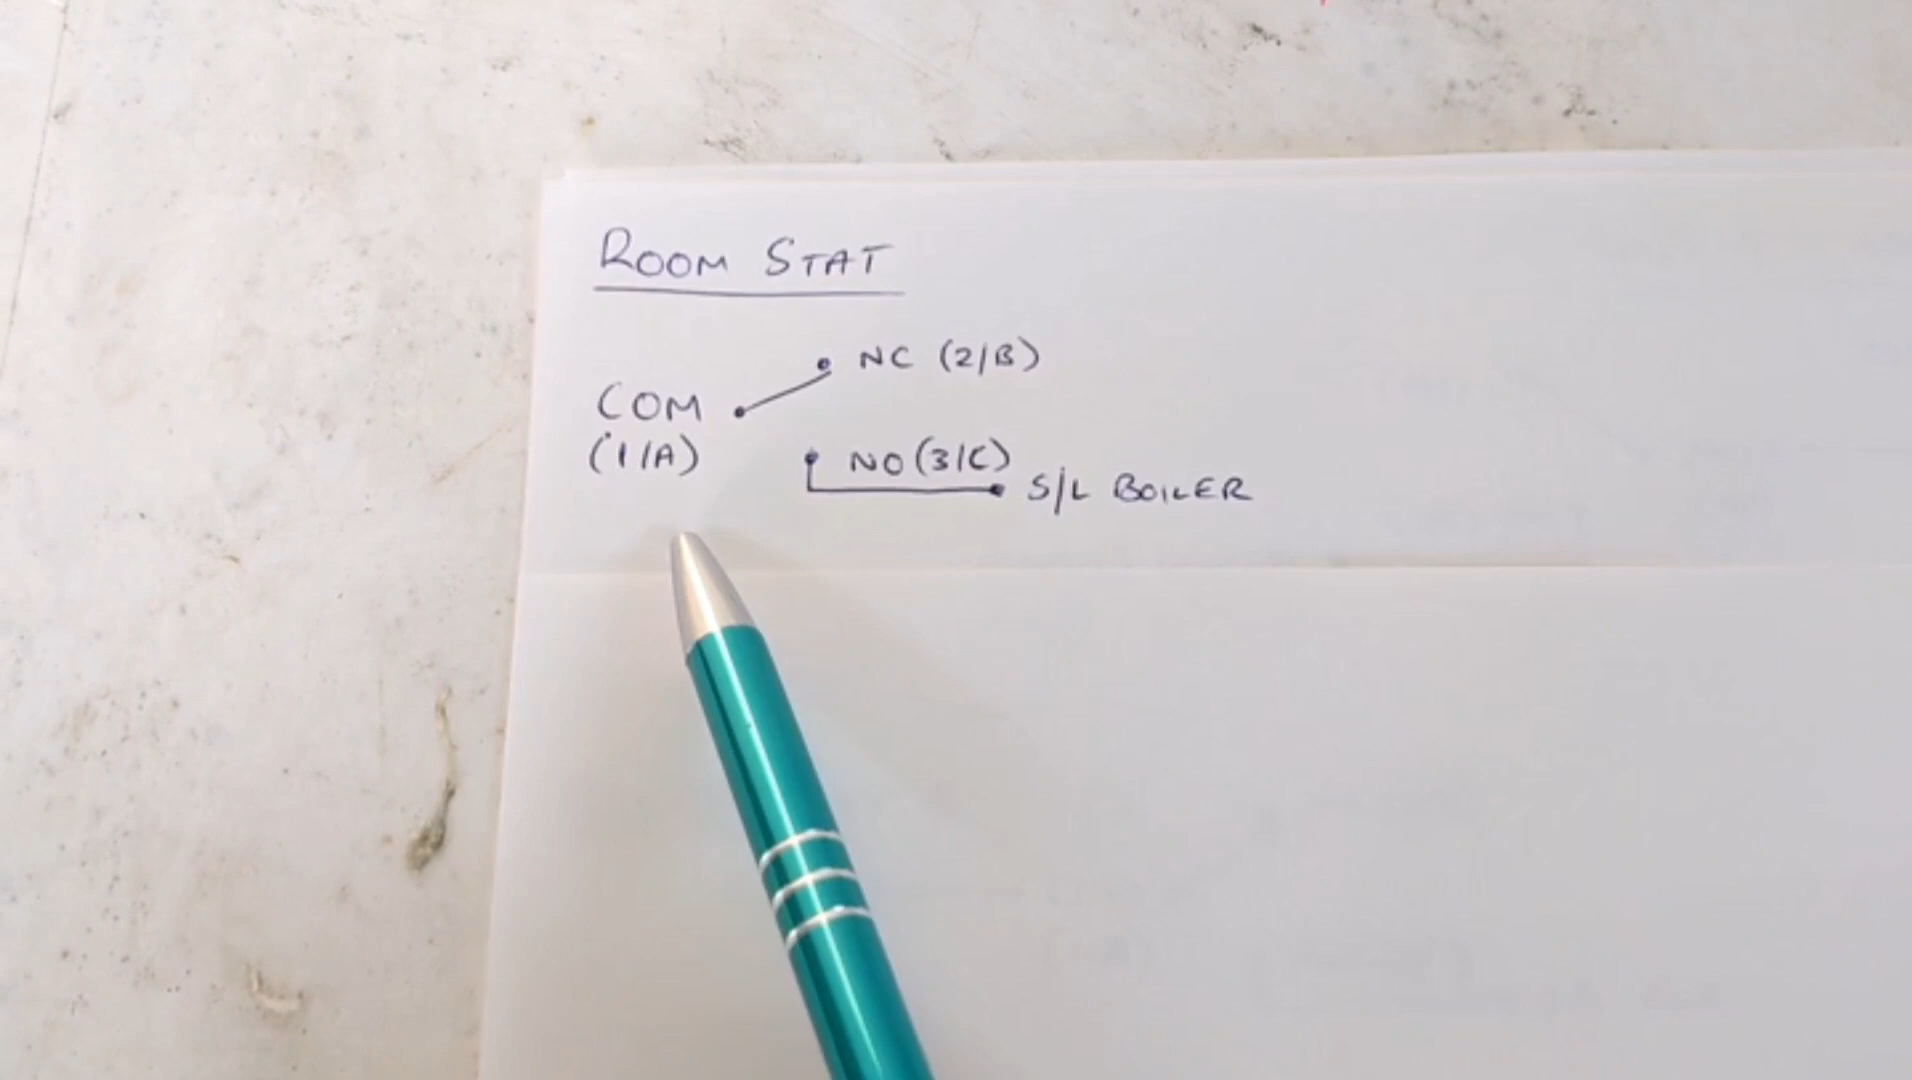 ROOM STAT
NC (2/B)
COM
(1/A)
NO (3/C)
S/L BOILER